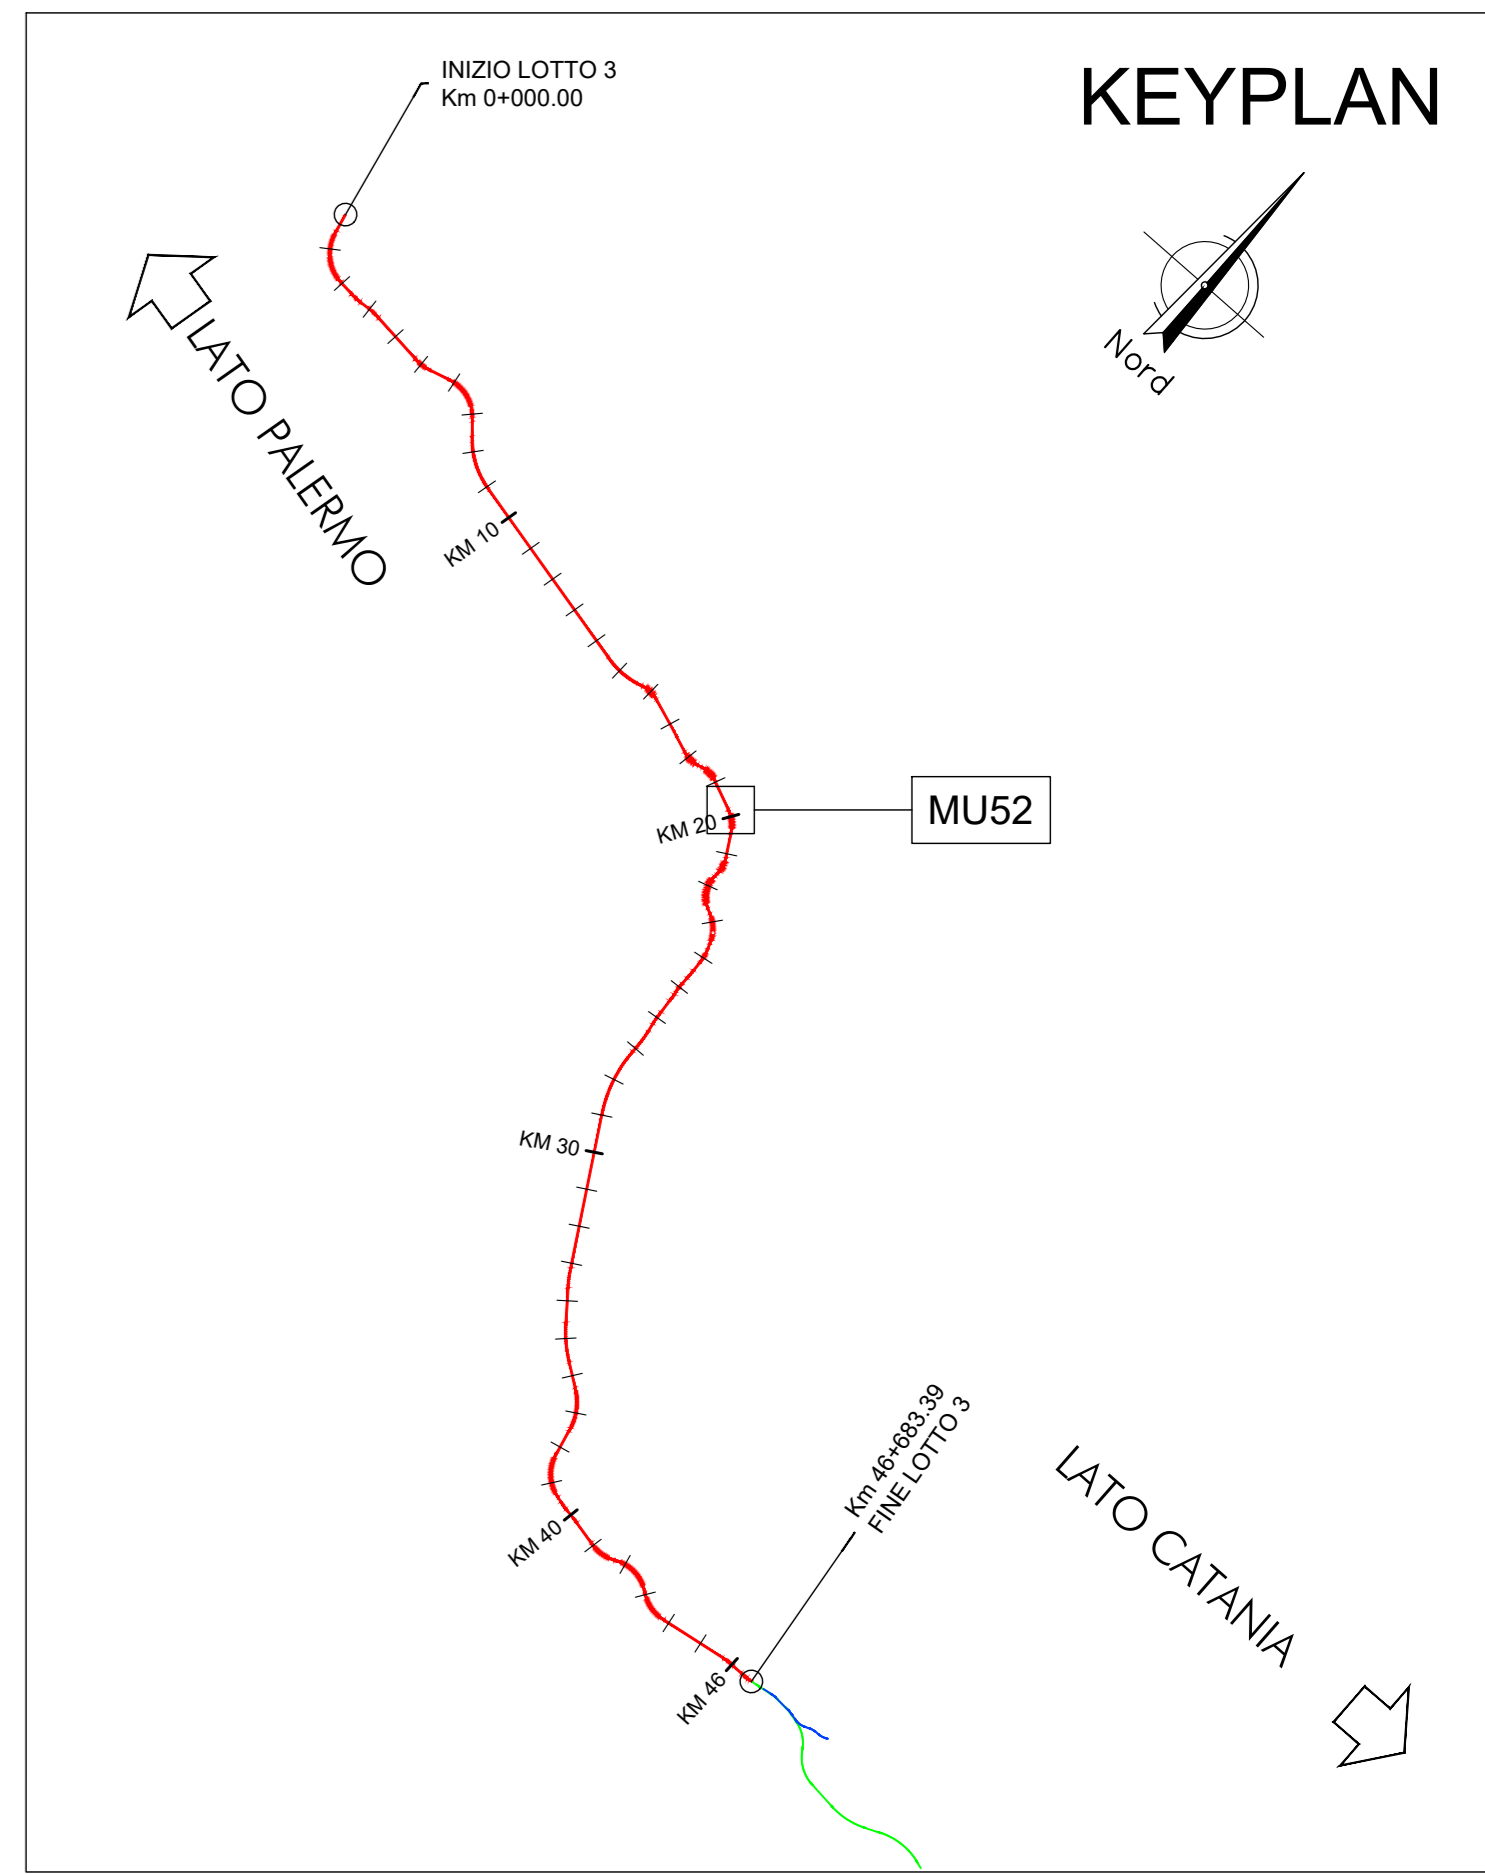 INIZIO LOTTO 3
Km 0+000.00
KEYPLAN
Nord
LATO PALERMO
KM 10
MU52
KM 20
KM 30
Km 46+683.39
FINE LOTTO 3
LATO CATANIA
KM 40
KM 46